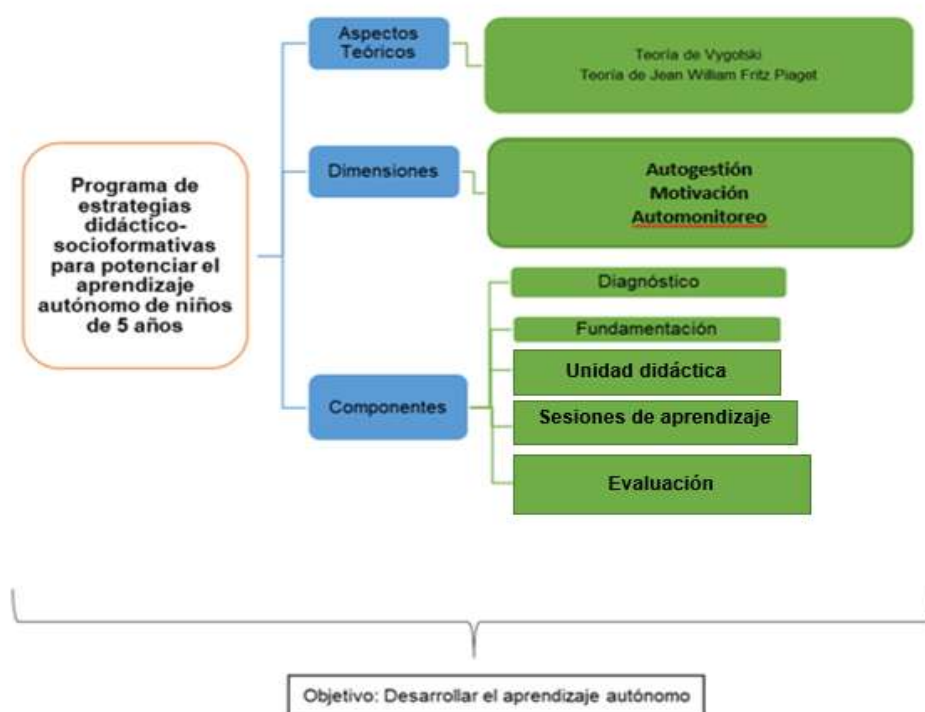 Programa de
estrategias
didáctico-
socioformativas
para potenciar el
aprendizaje
autónomo de niños
de 5 años
Aspectos
Teóricos
Teoría de Vygotski
Teoría de Jean William Fritz Piaget
Dimensiones
Autogestión
Motivación
Automonitoreo
Componentes
Diagnóstico
Fundamentación
Unidad didáctica
Sesiones de aprendizaje
Evaluación
Objetivo: Desarrollar el aprendizaje autónomo